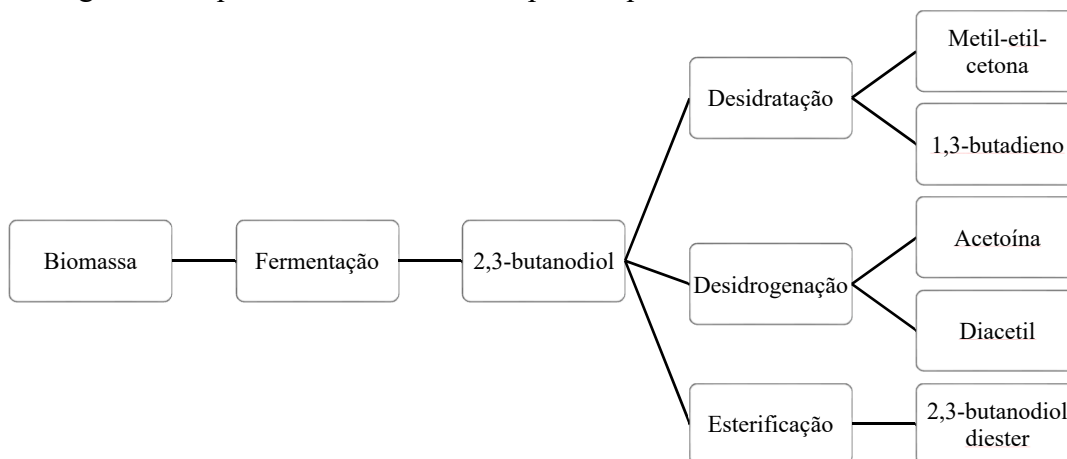 Metil-etil-
cetona
Desidratação
1,3-butadieno
Biomassa
Fermentação
2,3-butanodiol
Acetoína
Desidrogenação
Diacetil
Esterificação
2,3-butanodiol
diester